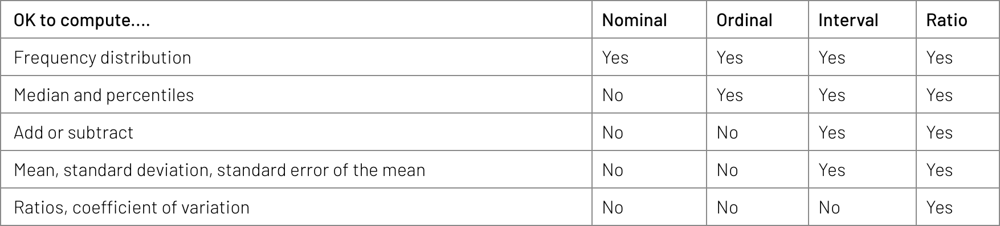 OK to compute.... Nominal Ordinal Interval Ratio
Frequency distribution Yes Yes Yes Yes
Median and percentiles No Yes Yes Yes
Add or subtract No No Yes Yes
Mean, standard deviation, standard error of the mean No No Yes Yes
Ratios, coefficient of variation No No No Yes